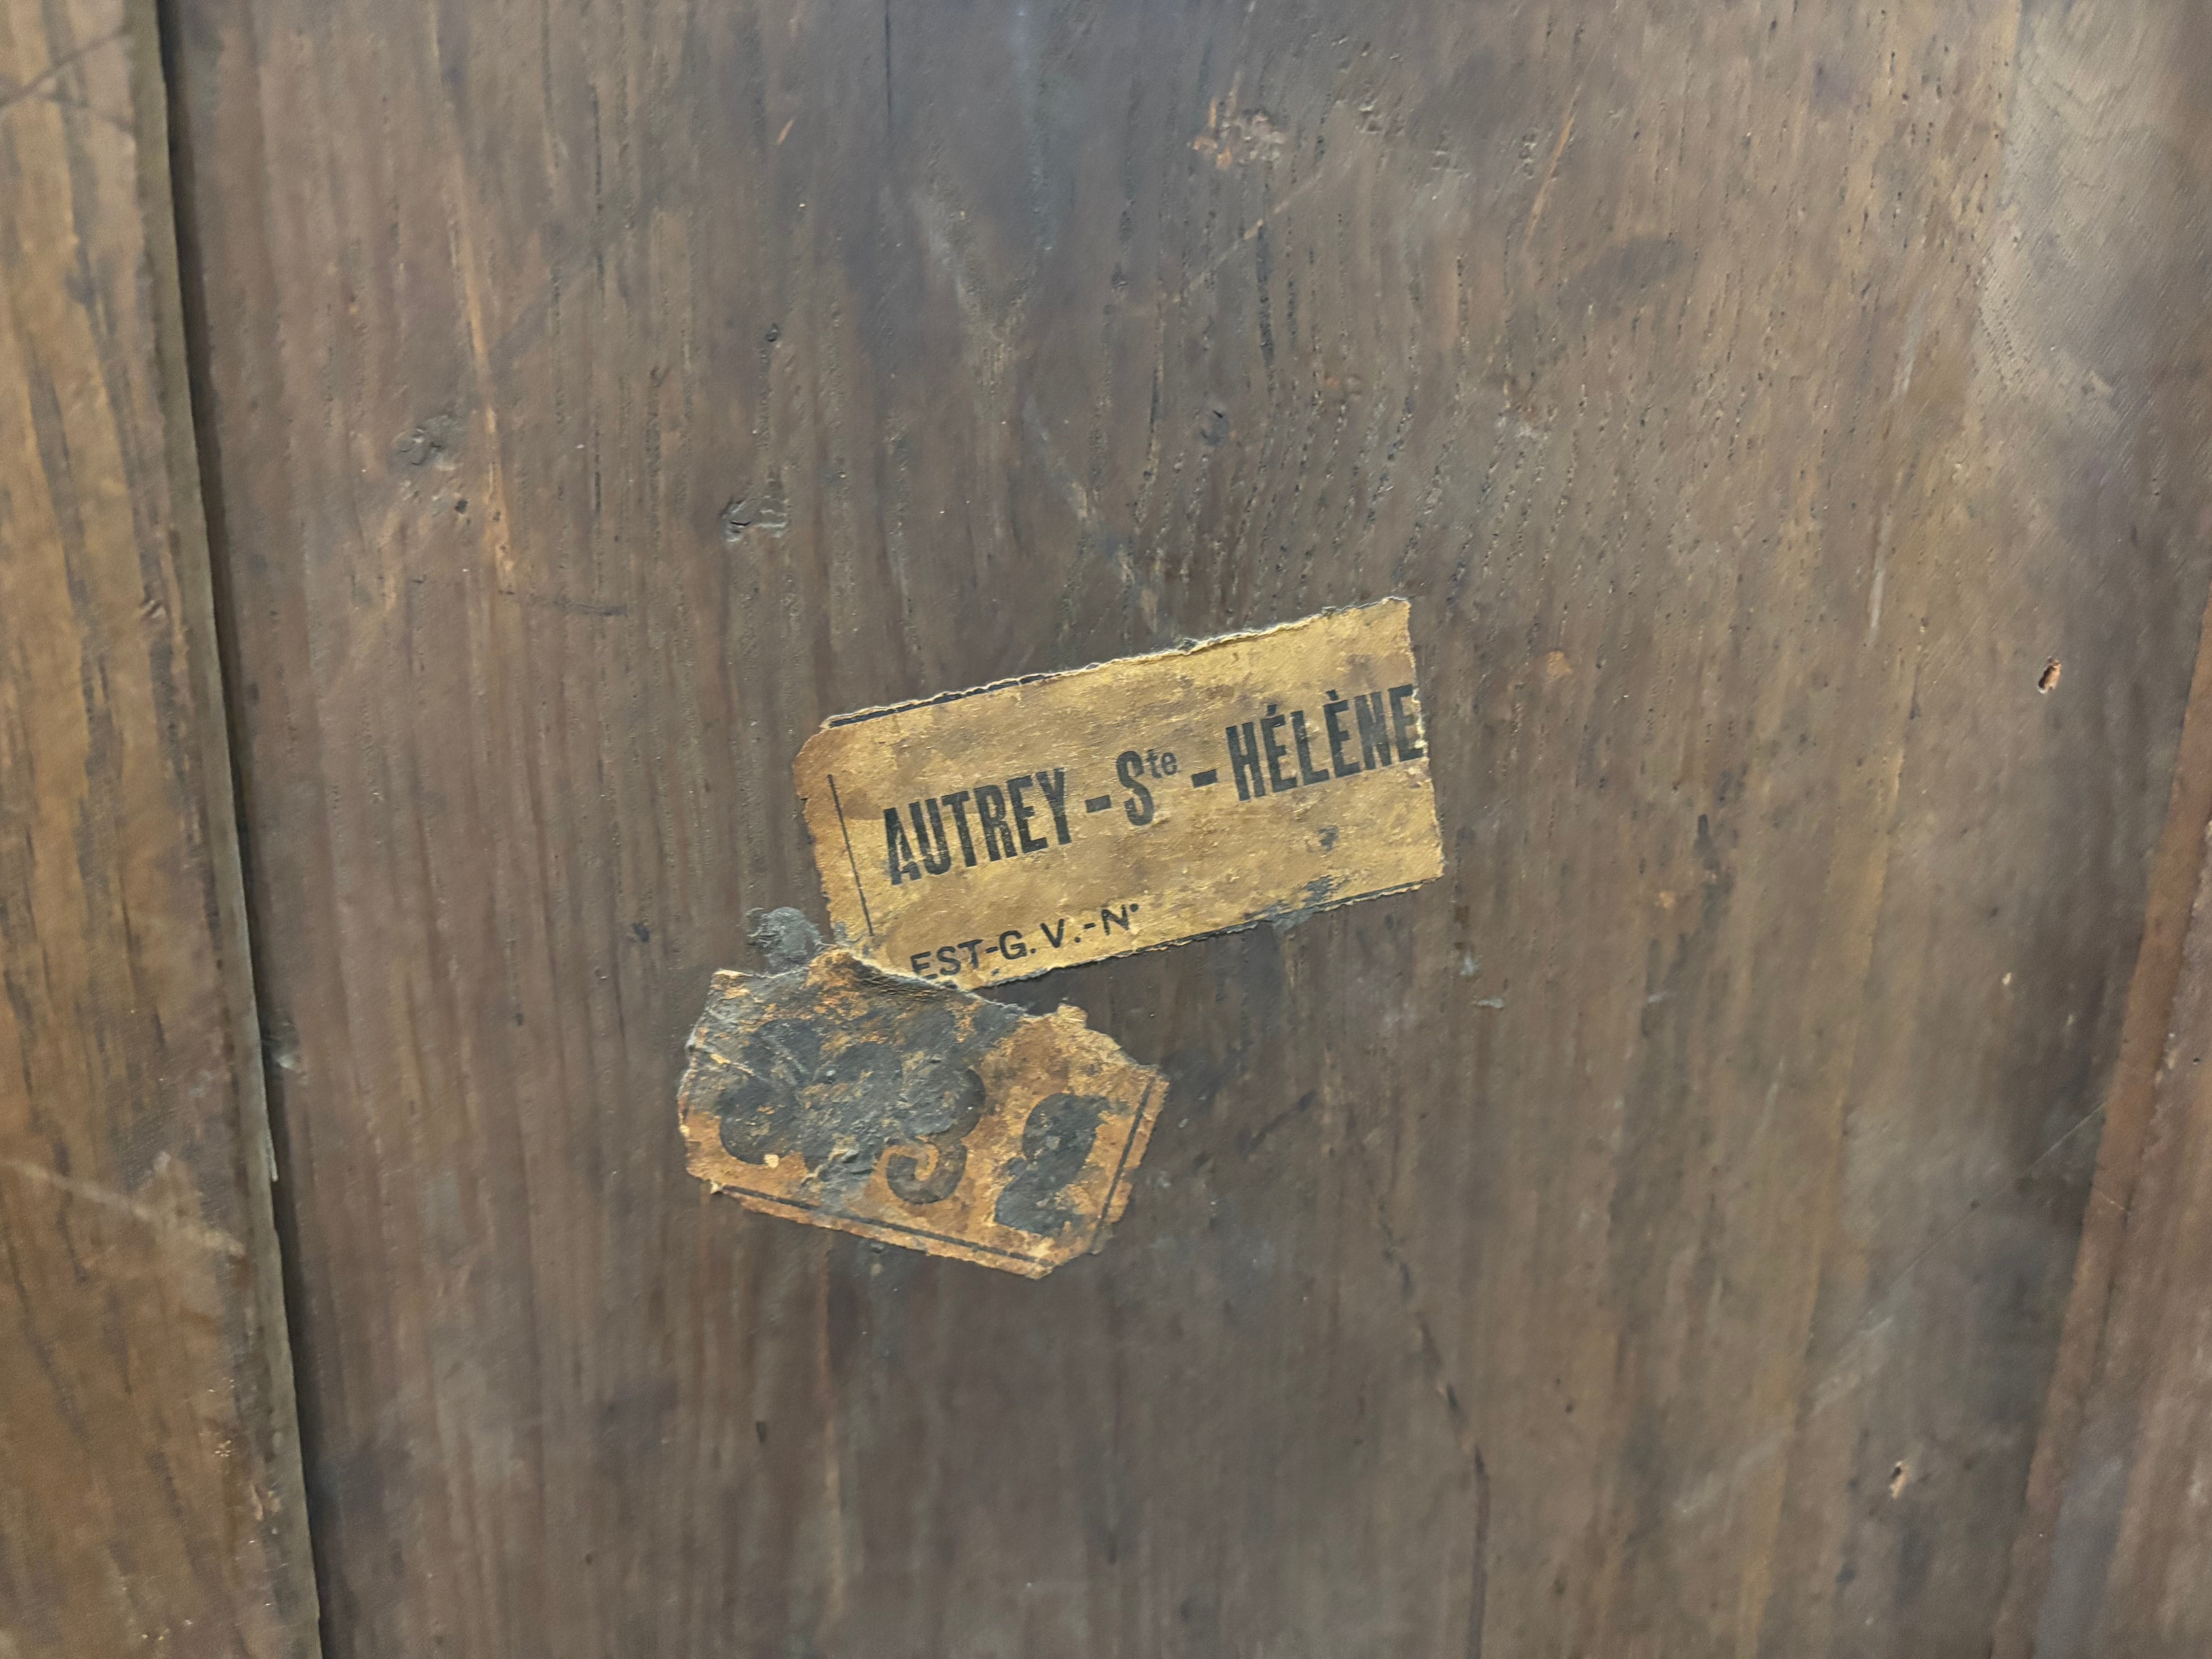 AUTREY - Ste - HÉLÈNE
EST-G. V. - N°